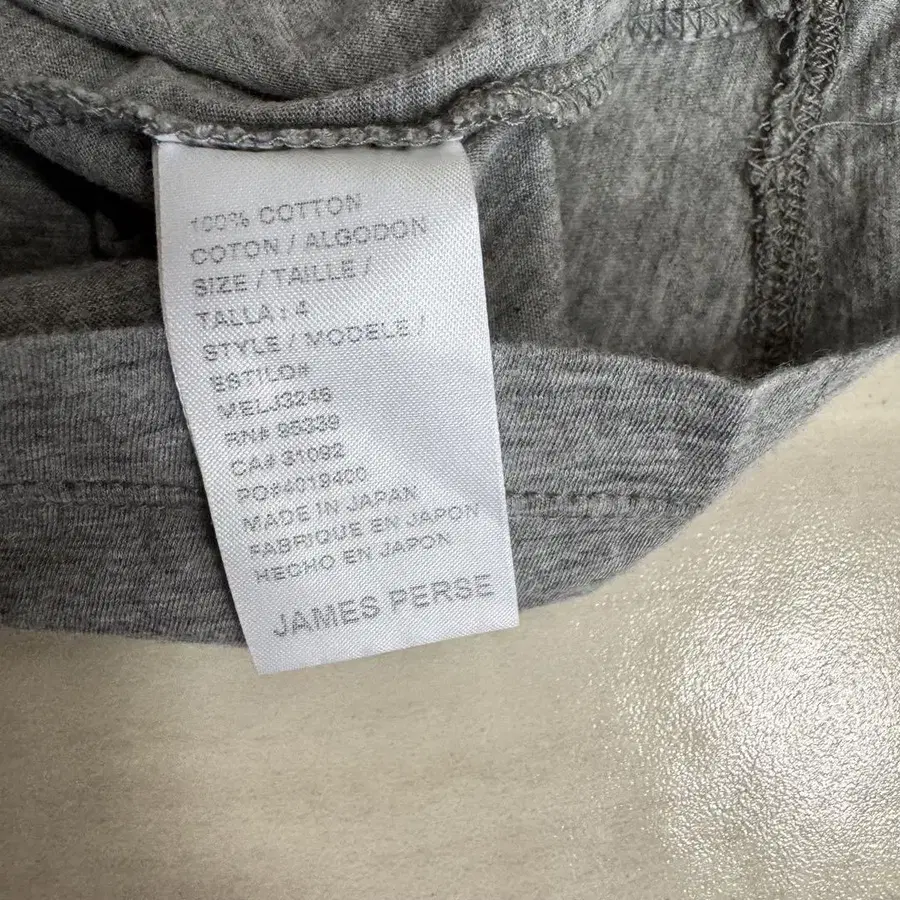 100% COTTON
COTON / ALGODON
SIZE / TAILLE /
TALLA : 4
STYLE / MODELE /
ESTILO#
MELJ3246
RN# 95339
CA# 31092
PO#4019400
MADE IN JAPAN
FABRIQUE EN JAPON
HECHO EN JAPON
JAMES PERSE